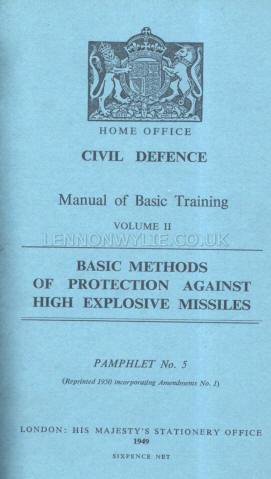 HOME OFFICE
CIVIL DEFENCE
Manual of Basic Training
VOLUME II
LENNONWYLIE.CO.UK
BASIC METHODS
OF PROTECTION AGAINST
HIGH EXPLOSIVE MISSILES
PAMPHLET No. 5
(Reprinted 1950 incorporating Amendments No. 1)
LONDON: HIS MAJESTY'S STATIONERY OFFICE
1949
SIXPENCE NET